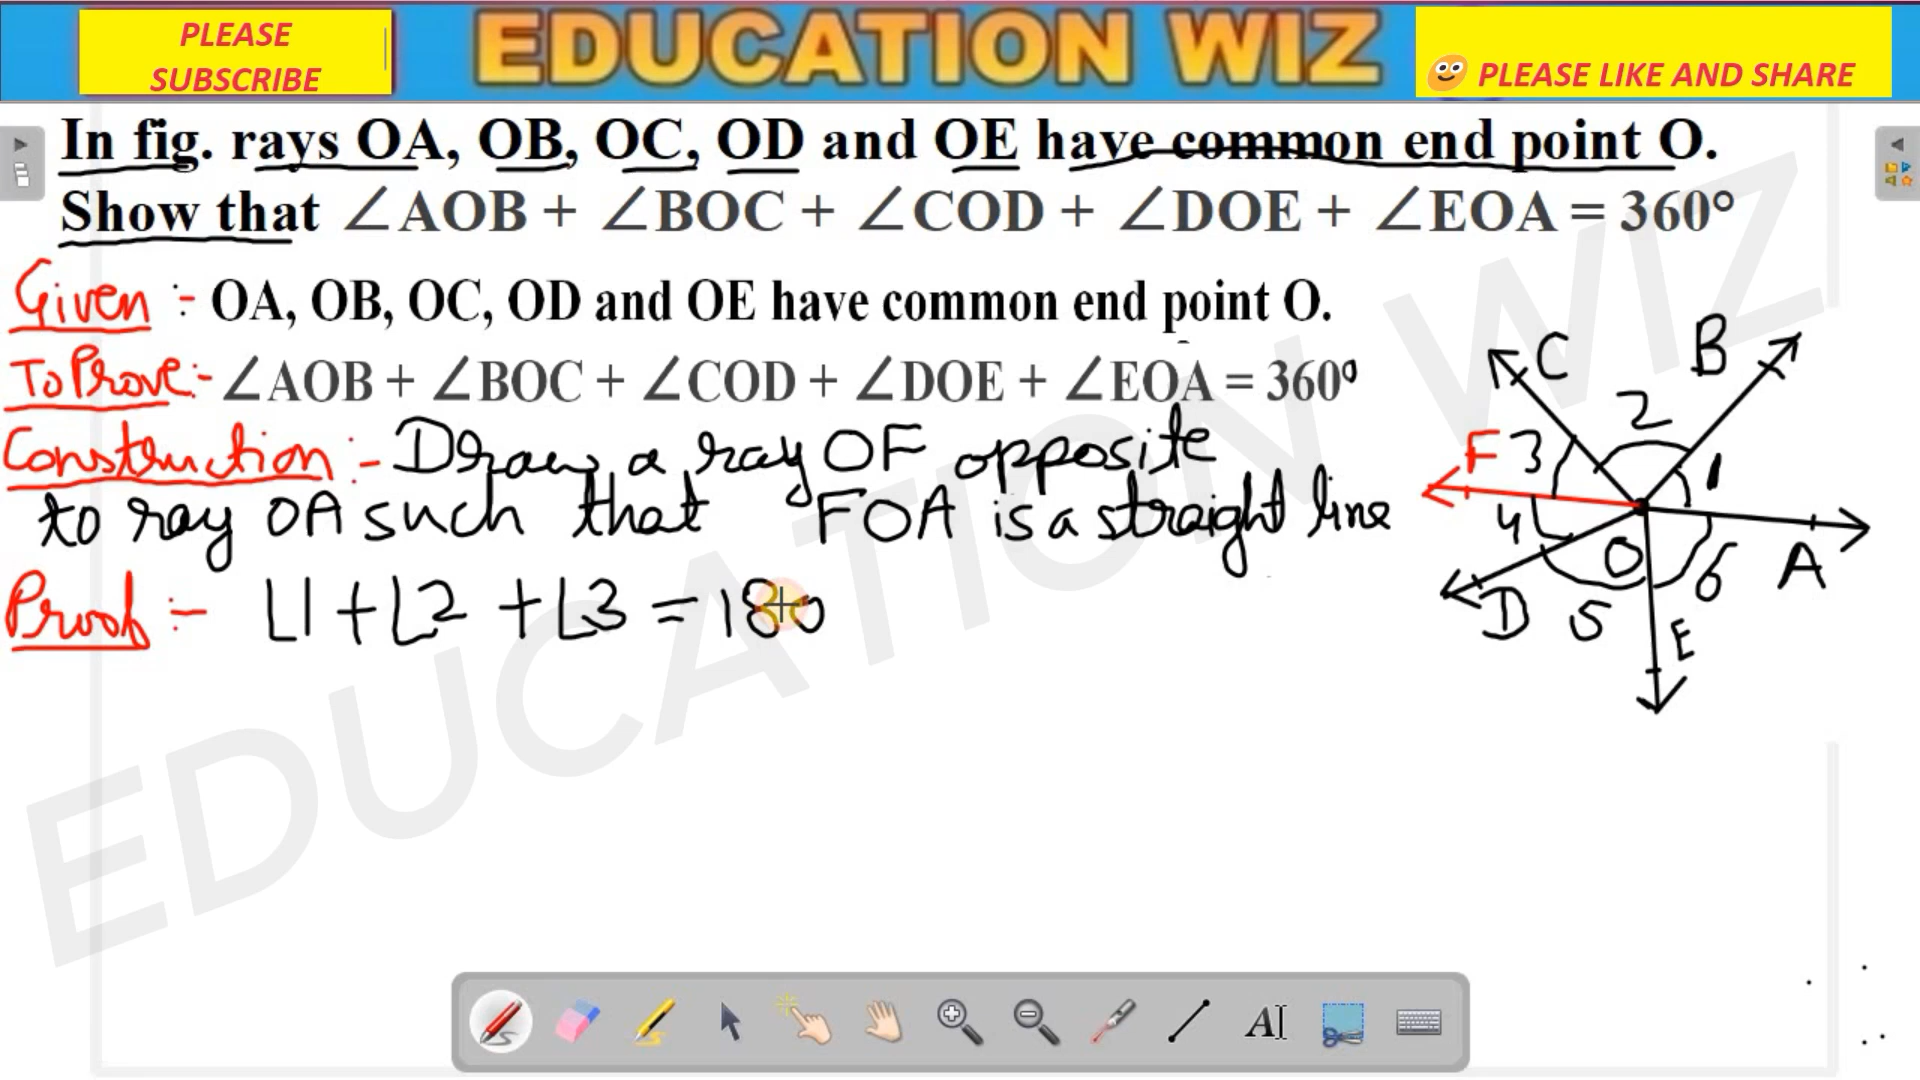 PLEASE
SUBSCRIBE
EDUCATION WIZ
PLEASE LIKE AND SHARE
In fig. rays OA, OB, OC, OD and OE have common end point O.
Show that ∠AOB + ∠BOC + ∠COD + ∠DOE + ∠EOA = 360°
Given :- OA, OB, OC, OD and OE have common end point O.
To Prove:- ∠AOB + ∠BOC + ∠COD + ∠DOE + ∠EOA = 360°
Construction :- Draw a ray OF opposite
to ray OA such that FOA is a straight line
Proof :- ∠1 + ∠2 + ∠3 = 180
C B
2
F 3 1
4 O 6 A
D 5 E
EDUCATION WIZ
A